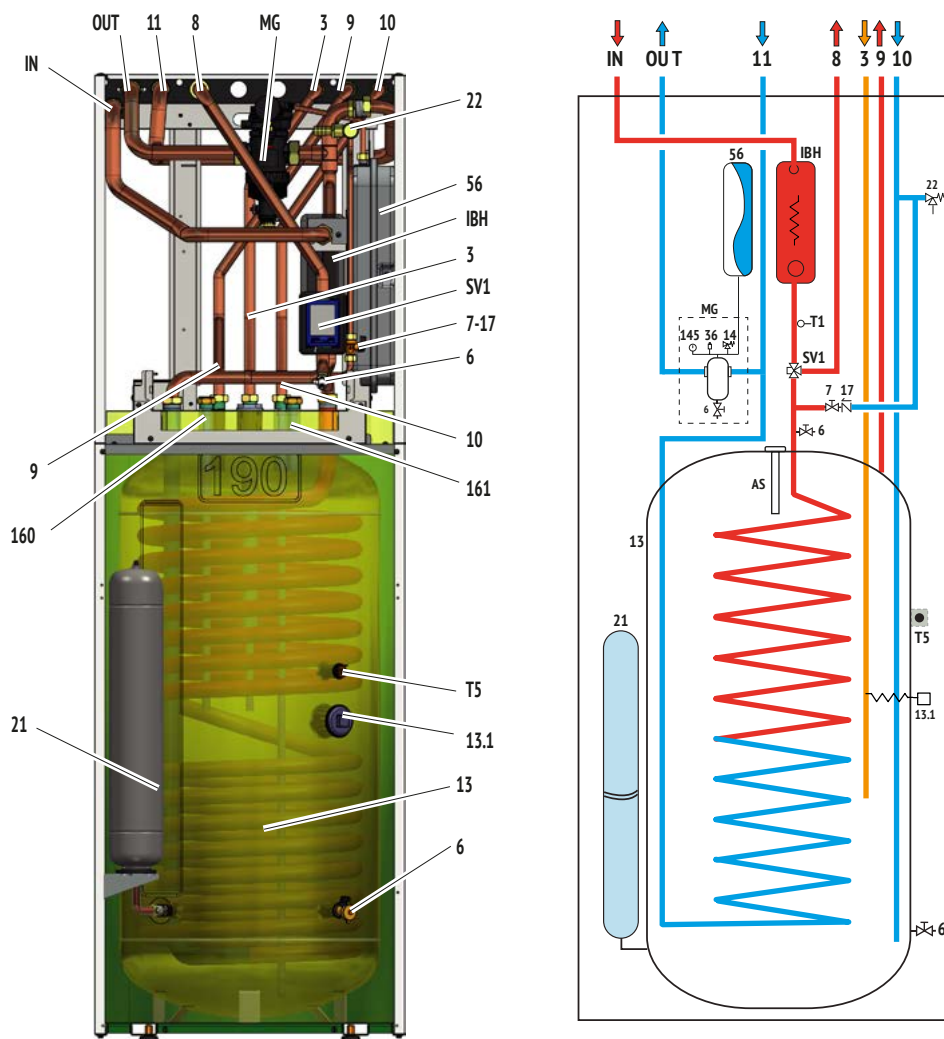 OUT 11 8 MG 3 9 10
IN
22
56
IBH
3
SV1
7-17
6
10
9
161
160
190
T5
21
13.1
13
6
IN OUT 11 8 3 9 10
56 IBH
22
MG T1
145 36 14
SV1
7 17
6
6
AS
13
21
T5
13.1
6